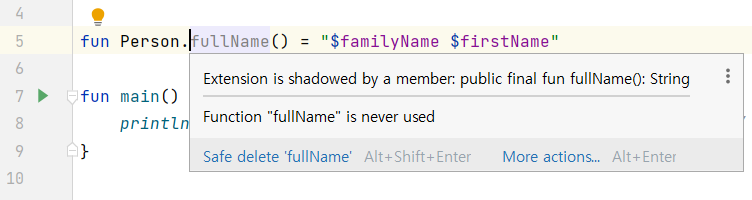 4
5 fun Person.fullName() = "$familyName $firstName"
6
Extension is shadowed by a member: public final fun fullName(): String
7 fun main()
Function "fullName" is never used
8 println
9 }
Safe delete 'fullName' Alt+Shift+Enter More actions... Alt+Enter
10